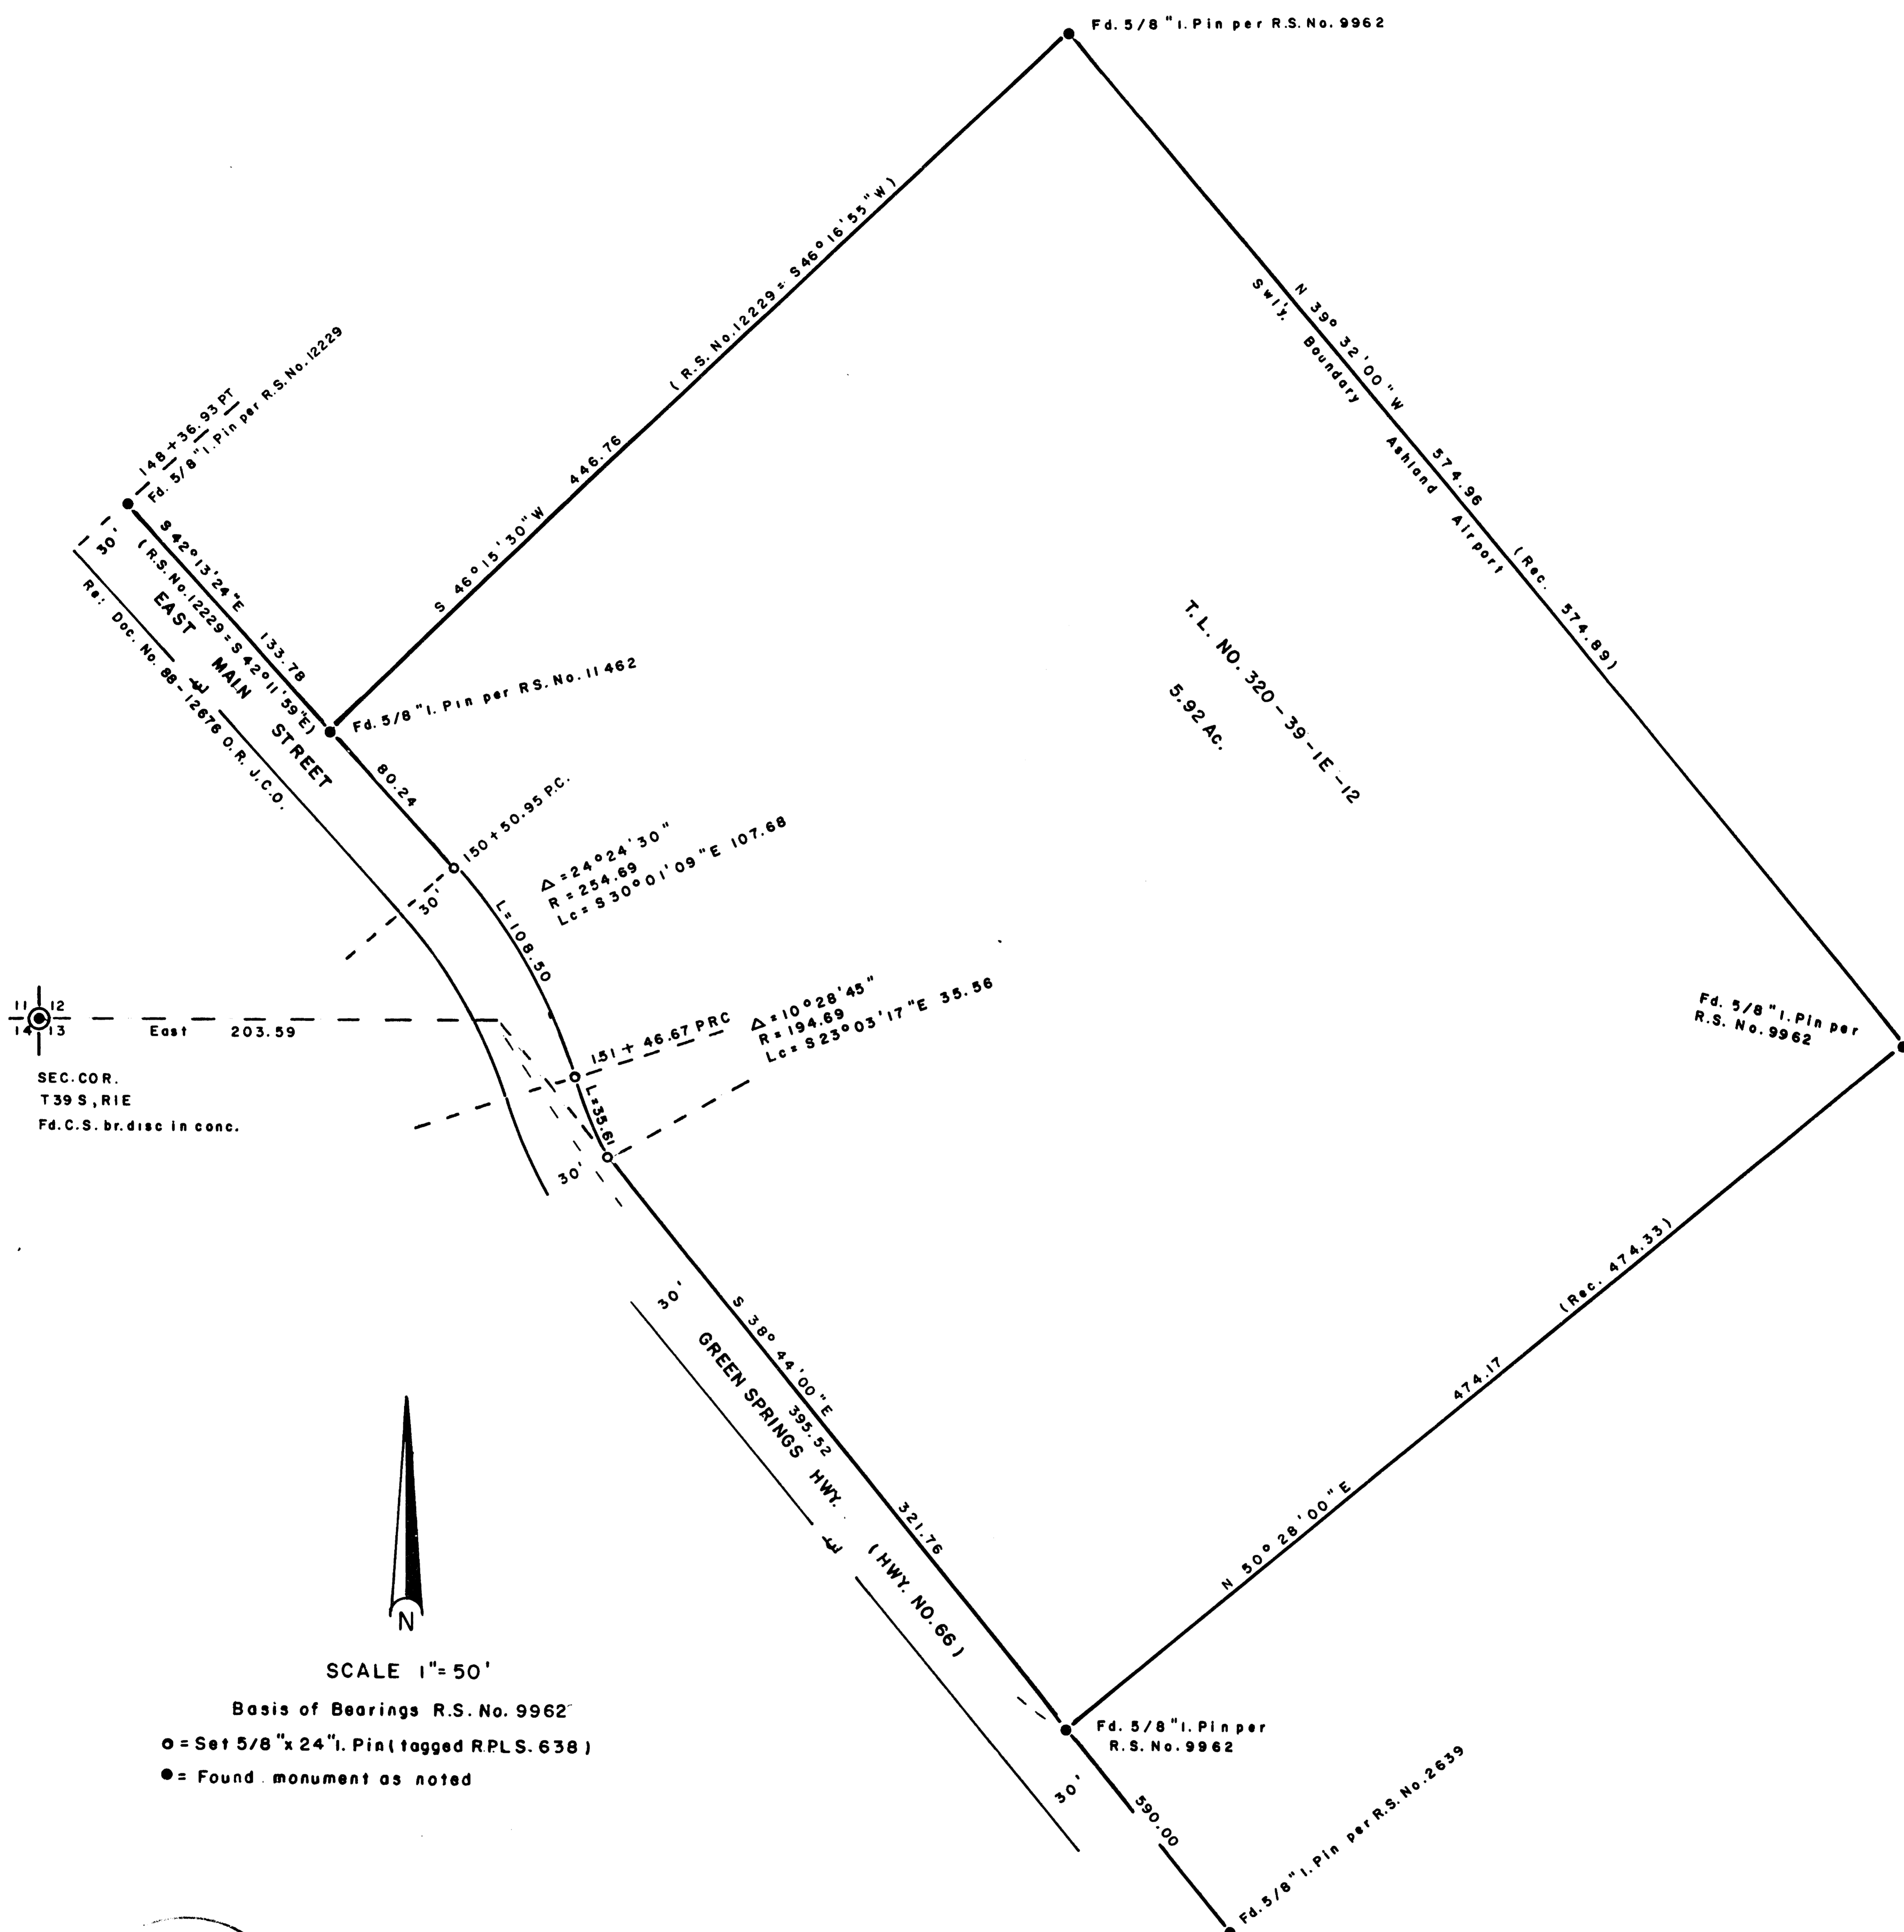 Fd. 5/8" I. Pin per R.S. No. 9962
(R.S. No. 12229 = S 46° 16' 55" W)
S 46° 15' 30" W 446.76
N 39° 32' 00" W 574.96 (Rec. 574.89)
Swl'y. Boundary Ashland Airport
148 + 36.93 PT
Fd. 5/8" I. Pin per R.S. No. 12229
30'
S 42° 13' 24" E 133.78
(R.S. No. 12229 = S 42° 11' 59" E)
EAST MAIN STREET
℄
Re: Doc. No. 88-12676 O.R. J.C.O.
Fd. 5/8" I. Pin per R.S. No. 11462
T.L. NO. 320-39-1E-12
5.92 Ac.
80.24
150 + 50.95 P.C.
30'
Δ = 24° 24' 30"
R = 254.69
Lc = S 30° 01' 09" E 107.68
L = 108.50
11 12
14 13
East 203.59
SEC. COR.
T 39 S, R1E
Fd. C.S. br. disc in conc.
151 + 46.67 PRC
Δ = 10° 28' 45"
R = 194.69
Lc = S 23° 03' 17" E 35.56
L = 35.61
30'
Fd. 5/8" I. Pin per
R.S. No. 9962
30'
S 38° 44' 00" E
395.52
321.76
GREEN SPRINGS HWY. (HWY. NO. 66)
℄
(Rec. 474.33)
N 50° 28' 00" E 474.17
N
SCALE 1" = 50'
Basis of Bearings R.S. No. 9962
o = Set 5/8" x 24" I. Pin (tagged R.P.L.S. 638)
● = Found monument as noted
Fd. 5/8" I. Pin per
R.S. No. 9962
30'
590.00
Fd. 5/8" I. Pin per R.S. No. 2639